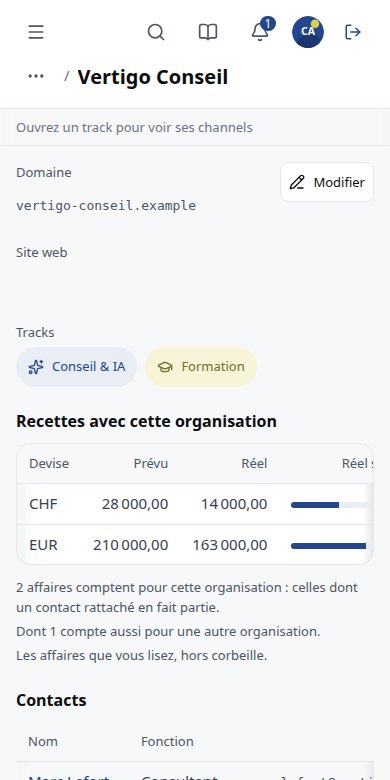 1
CA
/ Vertigo Conseil
Ouvrez un track pour voir ses channels
Domaine
Modifier
vertigo-conseil.example
Site web
Tracks
Conseil & IA
Formation
Recettes avec cette organisation
Devise Prévu Réel Réel
CHF 28 000,00 14 000,00
EUR 210 000,00 163 000,00
2 affaires comptent pour cette organisation : celles dont
un contact rattaché en fait partie.
Dont 1 compte aussi pour une autre organisation.
Les affaires que vous lisez, hors corbeille.
Contacts
Nom Fonction